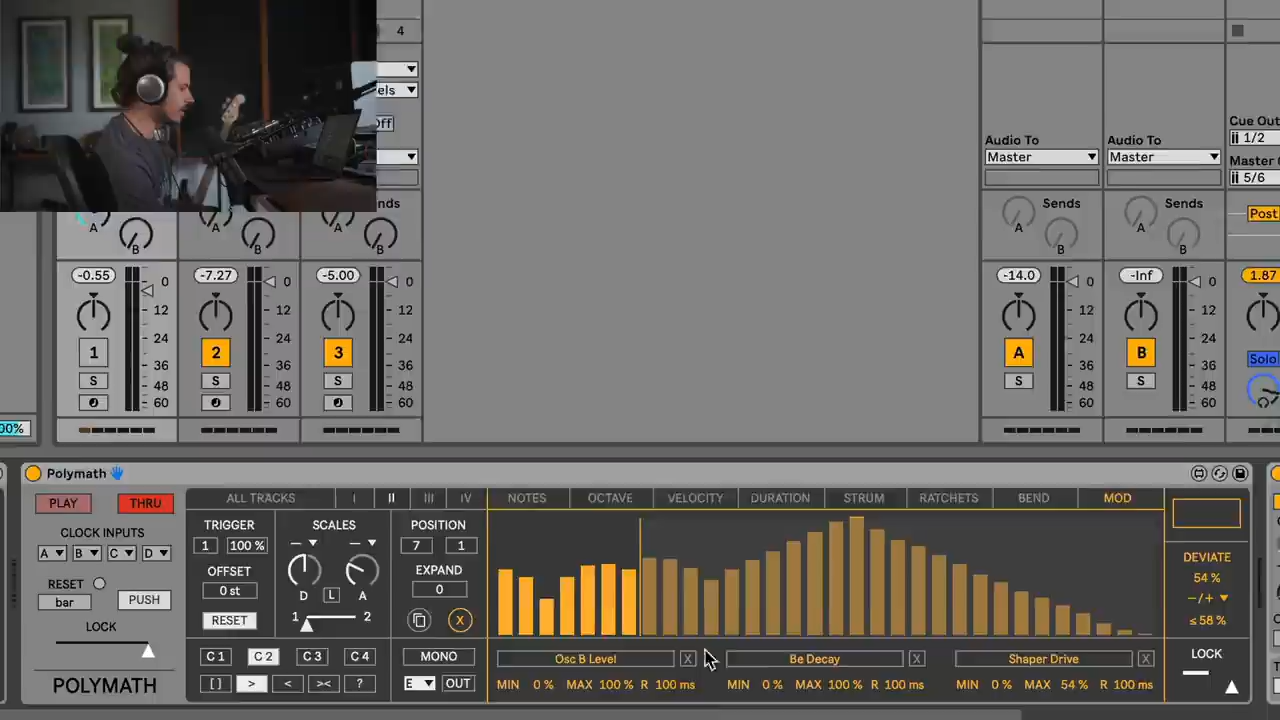 4
els
Off
Audio To
Audio To
Cue Out
Master
Master
1/2
Master
5/6
nds
Sends
Sends
Post
A
B
A
B
A
B
A
B
A
B
-0.55
-7.27
-5.00
-14.0
-Inf
1.87
0
0
0
0
0
12
12
12
12
12
24
24
24
24
24
1
2
3
A
B
Solo
36
36
36
36
36
S
S
S
S
S
48
48
48
48
48
60
60
60
60
60
00%
Polymath
PLAY
THRU
ALL TRACKS
I
II
III
IV
NOTES
OCTAVE
VELOCITY
DURATION
STRUM
RATCHETS
BEND
MOD
CLOCK INPUTS
TRIGGER
SCALES
POSITION
A
B
C
D
1
100 %
7
1
RESET
OFFSET
EXPAND
DEVIATE
bar
PUSH
0 st
D
L
A
0
54 %
-/+
LOCK
RESET
1
2
X
≤ 58 %
C 1
C 2
C 3
C 4
MONO
Osc B Level
X
Be Decay
X
Shaper Drive
X
LOCK
POLYMATH
[ ]
>
<
><
?
E
OUT
MIN 0 % MAX 100 % R 100 ms
MIN 0 % MAX 100 % R 100 ms
MIN 0 % MAX 54 % R 100 ms